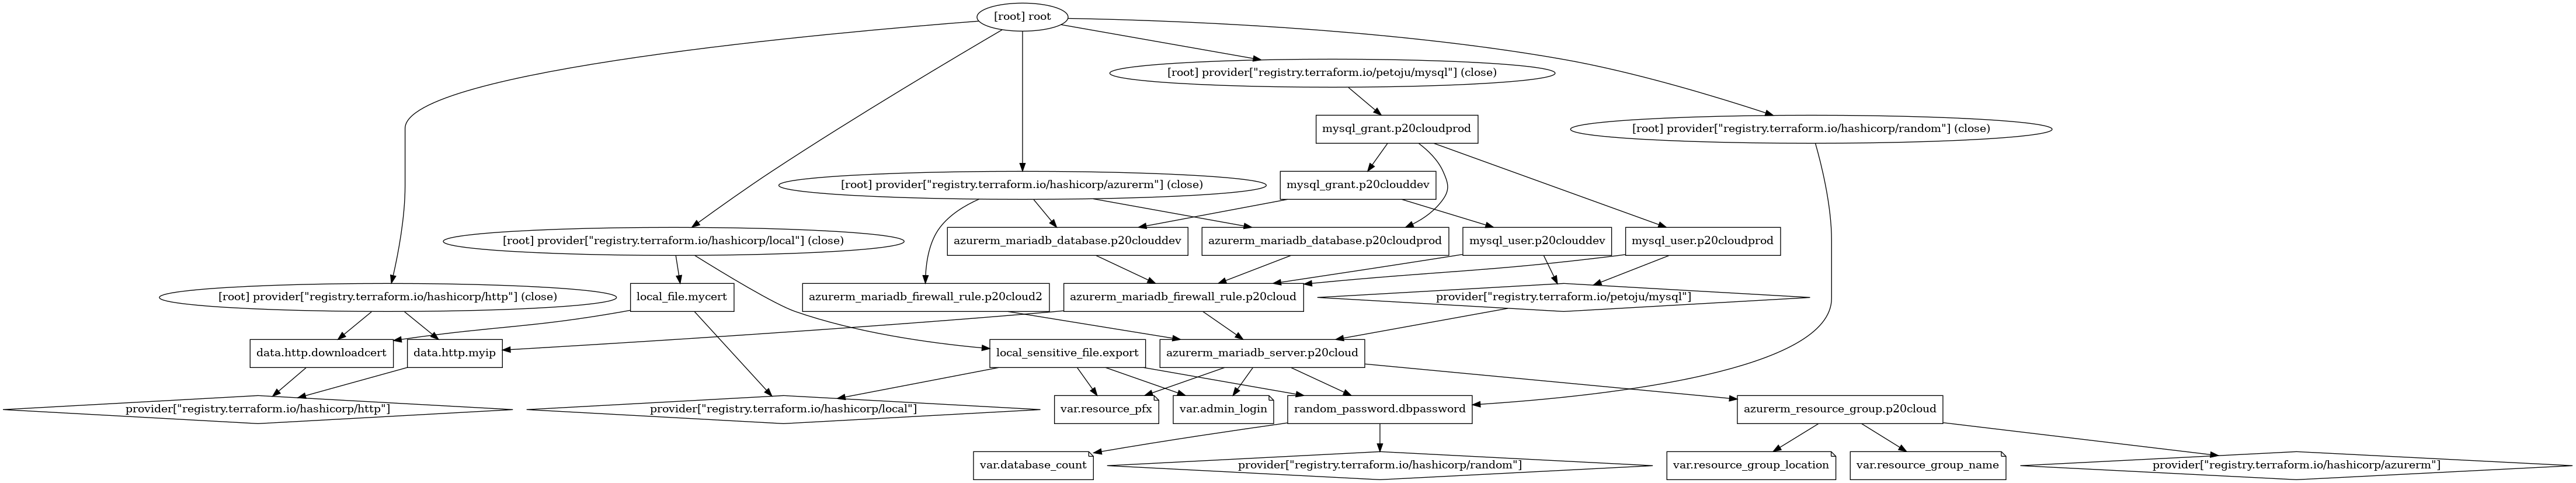 [root] root
[root] provider["registry.terraform.io/petoju/mysql"] (close)
mysql_grant.p20cloudprod
[root] provider["registry.terraform.io/hashicorp/random"] (close)
[root] provider["registry.terraform.io/hashicorp/azurerm"] (close)
mysql_grant.p20clouddev
[root] provider["registry.terraform.io/hashicorp/local"] (close)
azurerm_mariadb_database.p20clouddev
azurerm_mariadb_database.p20cloudprod
mysql_user.p20clouddev
mysql_user.p20cloudprod
[root] provider["registry.terraform.io/hashicorp/http"] (close)
local_file.mycert
azurerm_mariadb_firewall_rule.p20cloud2
azurerm_mariadb_firewall_rule.p20cloud
provider["registry.terraform.io/petoju/mysql"]
data.http.downloadcert
data.http.myip
local_sensitive_file.export
azurerm_mariadb_server.p20cloud
provider["registry.terraform.io/hashicorp/http"]
provider["registry.terraform.io/hashicorp/local"]
var.resource_pfx
var.admin_login
random_password.dbpassword
azurerm_resource_group.p20cloud
var.database_count
provider["registry.terraform.io/hashicorp/random"]
var.resource_group_location
var.resource_group_name
provider["registry.terraform.io/hashicorp/azurerm"]